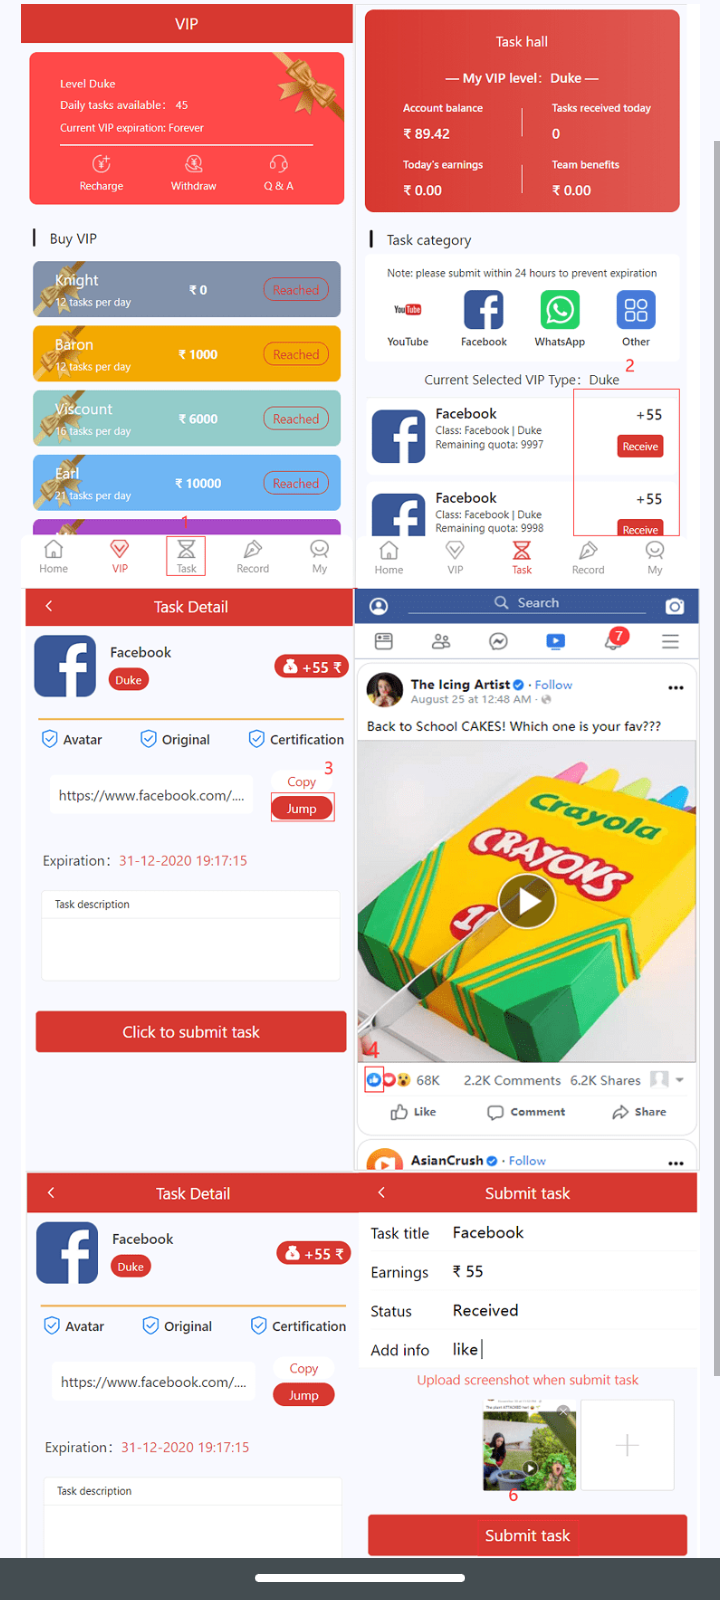 VIP
Level Duke
Daily tasks available： 45
Current VIP expiration: Forever
Recharge
Withdraw
Q & A
Buy VIP
Knight
12 tasks per day
₹ 0
Reached
Baron
12 tasks per day
₹ 1000
Reached
Viscount
16 tasks per day
₹ 6000
Reached
Earl
21 tasks per day
₹ 10000
Reached
1
Home
VIP
Task
Record
My
Task hall
— My VIP level：Duke —
Account balance
₹ 89.42
Tasks received today
0
Today's earnings
₹ 0.00
Team benefits
₹ 0.00
Task category
Note: please submit within 24 hours to prevent expiration
YouTube
YouTube
Facebook
WhatsApp
Other
2
Current Selected VIP Type：Duke
Facebook
Class: Facebook | Duke
Remaining quota: 9997
+55
Receive
Facebook
Class: Facebook | Duke
Remaining quota: 9998
+55
Receive
Home
VIP
Task
Record
My
Task Detail
Facebook
Duke
+55 ₹
Avatar
Original
Certification
https://www.facebook.com/....
Copy
3
Jump
Expiration：31-12-2020 19:17:15
Task description
Click to submit task
Search
7
The Icing Artist · Follow
August 25 at 12:48 AM ·
Back to School CAKES! Which one is your fav???
Crayola
CRAYONS
4
68K
2.2K Comments
6.2K Shares
Like
Comment
Share
AsianCrush · Follow
Task Detail
Facebook
Duke
+55 ₹
Avatar
Original
Certification
https://www.facebook.com/....
Copy
Jump
Expiration：31-12-2020 19:17:15
Task description
Submit task
Task title Facebook
Earnings ₹ 55
Status Received
Add info like
Upload screenshot when submit task
6
Submit task